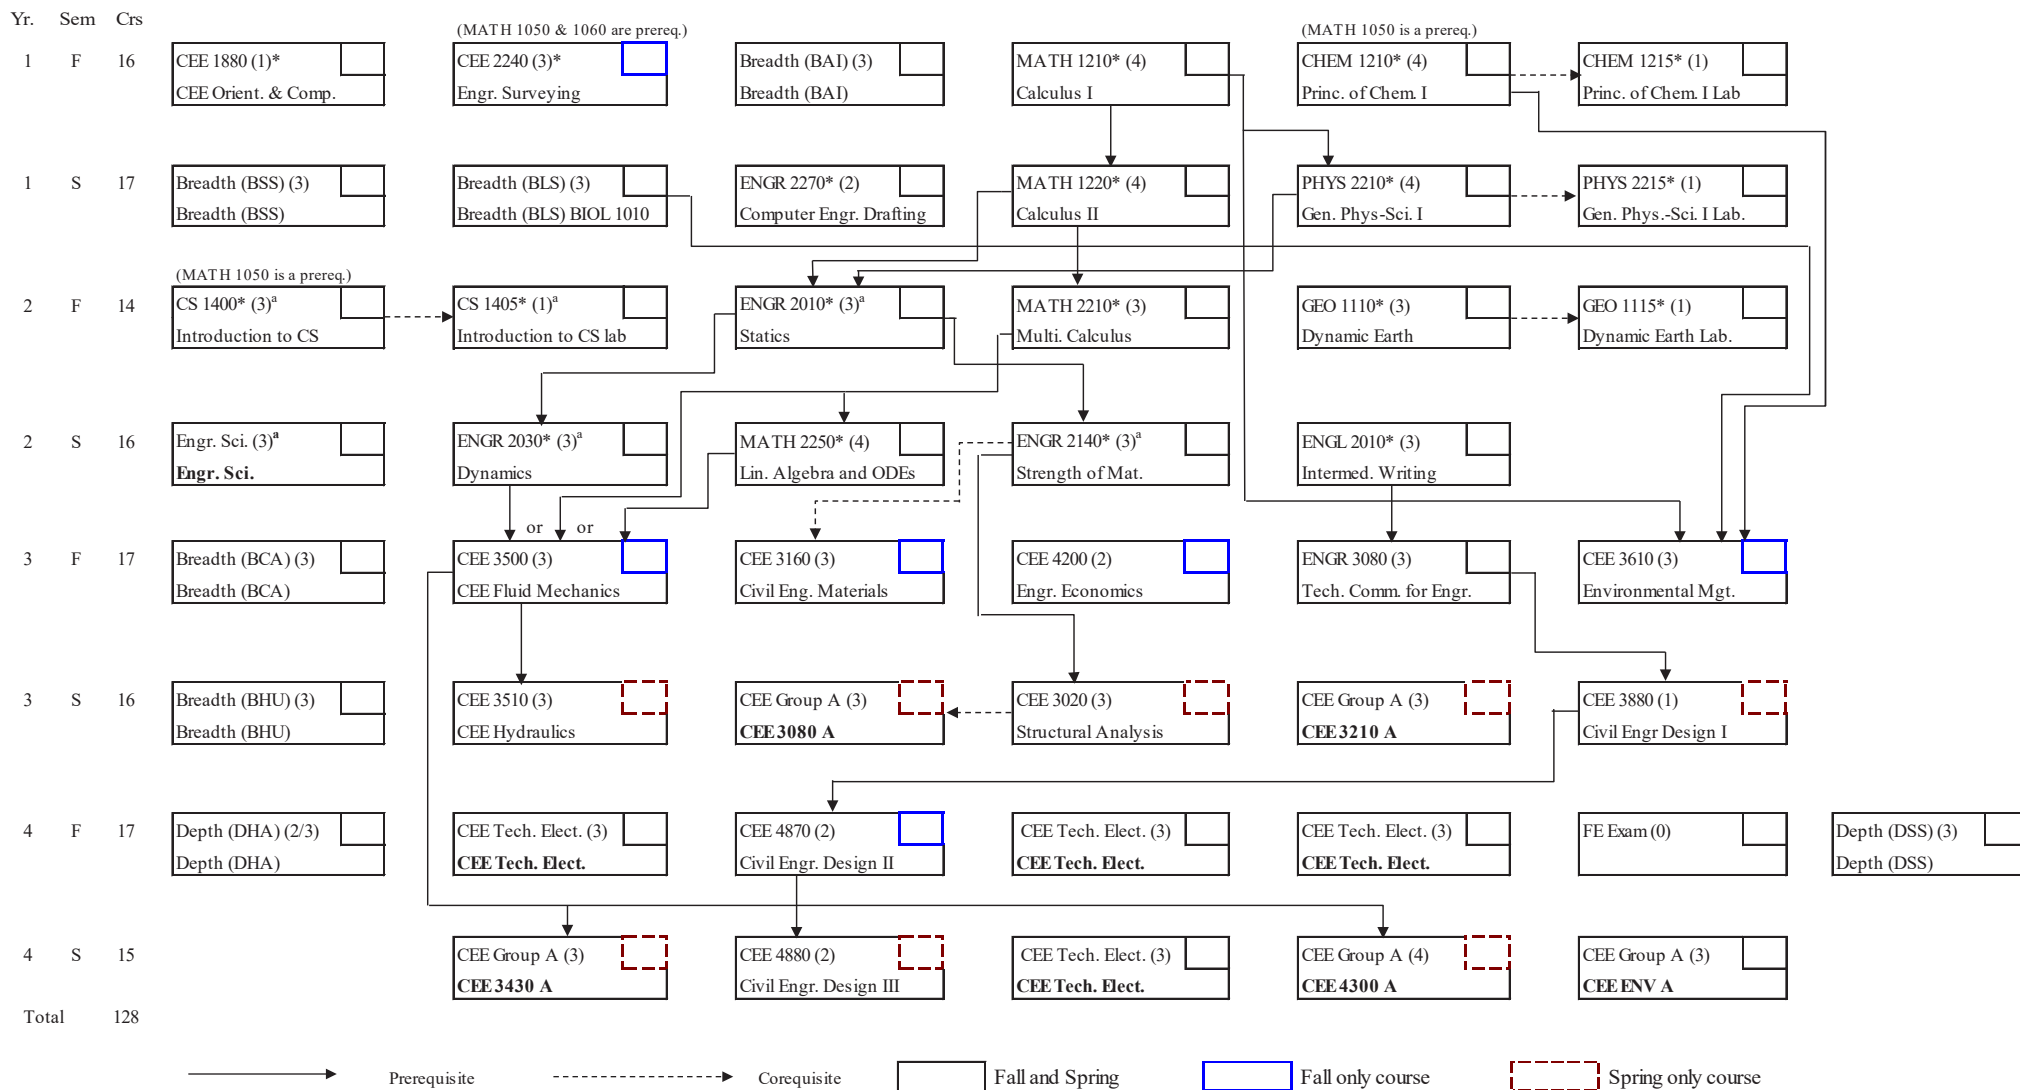 Yr. Sem Crs
(MATH 1050 & 1060 are prereq.) (MATH 1050 is a prereq.)
1 F 16 CEE 1880 (1)* CEE 2240 (3)* Breadth (BAI) (3) MATH 1210* (4) CHEM 1210* (4) CHEM 1215* (1)
CEE Orient. & Comp. Engr. Surveying Breadth (BAI) Calculus I Princ. of Chem. I Princ. of Chem. I Lab
1 S 17 Breadth (BSS) (3) Breadth (BLS) (3) ENGR 2270* (2) MATH 1220* (4) PHYS 2210* (4) PHYS 2215* (1)
Breadth (BSS) Breadth (BLS) BIOL 1010 Computer Engr. Drafting Calculus II Gen. Phys-Sci. I Gen. Phys.-Sci. I Lab.
(MATH 1050 is a prereq.)
2 F 14 CS 1400* (3)a CS 1405* (1)a ENGR 2010* (3)a MATH 2210* (3) GEO 1110* (3) GEO 1115* (1)
Introduction to CS Introduction to CS lab Statics Multi. Calculus Dynamic Earth Dynamic Earth Lab.
2 S 16 Engr. Sci. (3)a ENGR 2030* (3)a MATH 2250* (4) ENGR 2140* (3)a ENGL 2010* (3)
Engr. Sci. Dynamics Lin. Algebra and ODEs Strength of Mat. Intermed. Writing
or or
3 F 17 Breadth (BCA) (3) CEE 3500 (3) CEE 3160 (3) CEE 4200 (2) ENGR 3080 (3) CEE 3610 (3)
Breadth (BCA) CEE Fluid Mechanics Civil Eng. Materials Engr. Economics Tech. Comm. for Engr. Environmental Mgt.
3 S 16 Breadth (BHU) (3) CEE 3510 (3) CEE Group A (3) CEE 3020 (3) CEE Group A (3) CEE 3880 (1)
Breadth (BHU) CEE Hydraulics CEE 3080 A Structural Analysis CEE 3210 A Civil Engr Design I
4 F 17 Depth (DHA) (2/3) CEE Tech. Elect. (3) CEE 4870 (2) CEE Tech. Elect. (3) CEE Tech. Elect. (3) FE Exam (0) Depth (DSS) (3)
Depth (DHA) CEE Tech. Elect. Civil Engr. Design II CEE Tech. Elect. CEE Tech. Elect. Depth (DSS)
4 S 15 CEE Group A (3) CEE 4880 (2) CEE Tech. Elect. (3) CEE Group A (4) CEE Group A (3)
CEE 3430 A Civil Engr. Design III CEE Tech. Elect. CEE 4300 A CEE ENV A
Total 128
Prerequisite Corequisite Fall and Spring Fall only course Spring only course